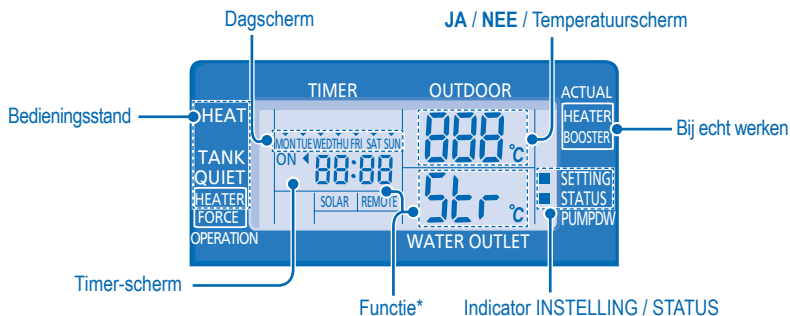 Dagscherm
JA / NEE / Temperatuurscherm
TIMER
OUTDOOR
ACTUAL
Bedieningsstand
HEAT
HEATER
BOOSTER
Bij echt werken
MON TUE WED THU FRI SAT SUN
888 °C
TANK
ON 88:88
QUIET
SETTING
HEATER
SOLAR REMOTE
Str °C
STATUS
FORCE
PUMPDW
OPERATION
WATER OUTLET
Timer-scherm
Functie*
Indicator INSTELLING / STATUS